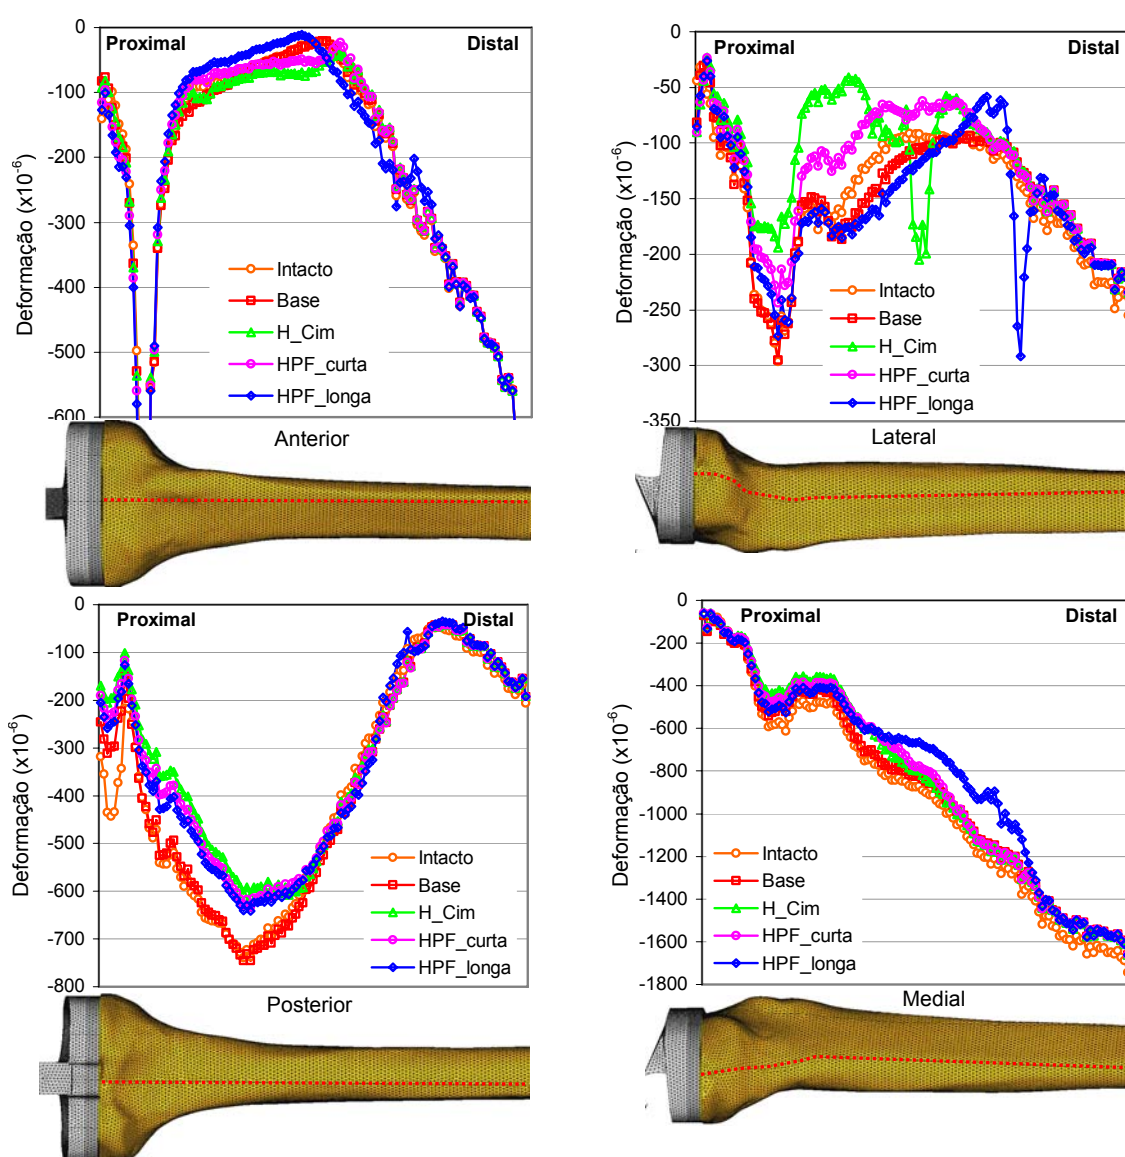 0
-100
-200
-300
-400
-500
-600
Deformação (x10-6)
Proximal
Distal
Intacto
Base
H_Cim
HPF_curta
HPF_longa
Anterior
0
-50
-100
-150
-200
-250
-300
-350
Deformação (x10-6)
Proximal
Distal
Intacto
Base
H_Cim
HPF_curta
HPF_longa
Lateral
0
-100
-200
-300
-400
-500
-600
-700
-800
Deformação (x10-6)
Proximal
Distal
Intacto
Base
H_Cim
HPF_curta
HPF_longa
Posterior
0
-200
-400
-600
-800
-1000
-1200
-1400
-1600
-1800
Deformação (x10-6)
Proximal
Distal
Intacto
Base
H_Cim
HPF_curta
HPF_longa
Medial